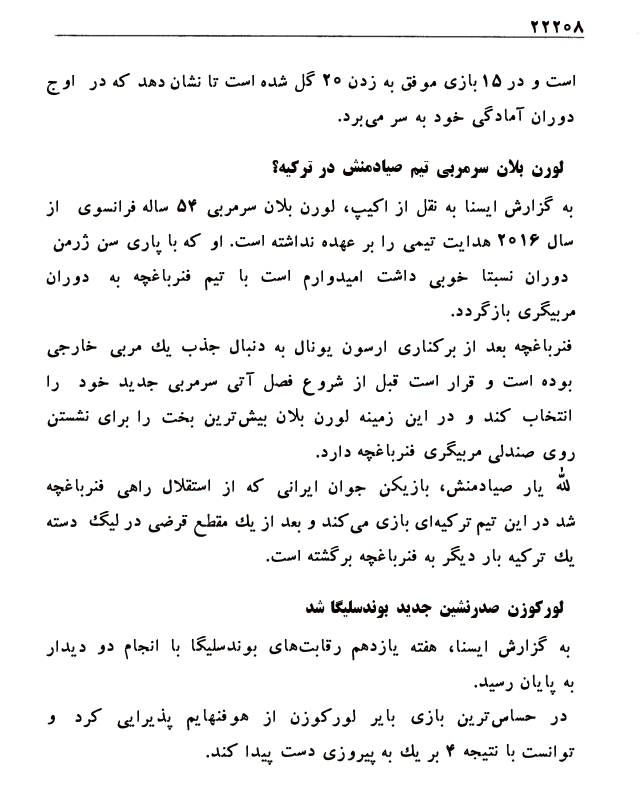 ۲۲۲۰۸
است و در ۱۵ بازی موفق به زدن ۲۰ گل شده است تا نشان دهد که در اوج
دوران آمادگی خود به سر می‌برد.
لورن بلان سرمربی تیم صیادمنش در ترکیه؟
به گزارش ایسنا به نقل از اکیپ، لورن بلان سرمربی ۵۴ ساله فرانسوی از
سال ۲۰۱۶ هدایت تیمی را بر عهده نداشته است. او که با پاری سن ژرمن
دوران نسبتا خوبی داشت امیدوارم است با تیم فنرباغچه به دوران
مربیگری بازگردد.
فنرباغچه بعد از برکناری ارسون یونال به دنبال جذب یك مربی خارجی
بوده است و قرار است قبل از شروع فصل آتی سرمربی جدید خود را
انتخاب کند و در این زمینه لورن بلان بیش‌ترین بخت را برای نشستن
روی صندلی مربیگری فنرباغچه دارد.
لله یار صیادمنش، بازیکن جوان ایرانی که از استقلال راهی فنرباغچه
شد در این تیم ترکیه‌ای بازی می‌کند و بعد از یك مقطع قرضی در لیگ دسته
یك ترکیه بار دیگر به فنرباغچه برگشته است.
لورکوزن صدرنشین جدید بوندسلیگا شد
به گزارش ایسنا، هفته یازدهم رقابت‌های بوندسلیگا با انجام دو دیدار
به پایان رسید.
در حساس‌ترین بازی بایر لورکوزن از هوفنهایم پذیرایی کرد و
توانست با نتیجه ۴ بر یك به پیروزی دست پیدا کند.